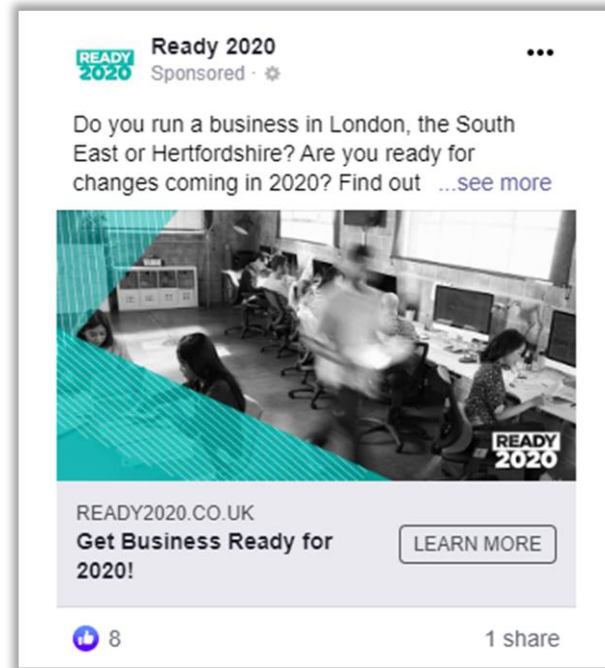 READY
2020
Ready 2020
Sponsored ·
Do you run a business in London, the South
East or Hertfordshire? Are you ready for
changes coming in 2020? Find out ...see more
READY
2020
READY2020.CO.UK
Get Business Ready for
2020!
LEARN MORE
8
1 share